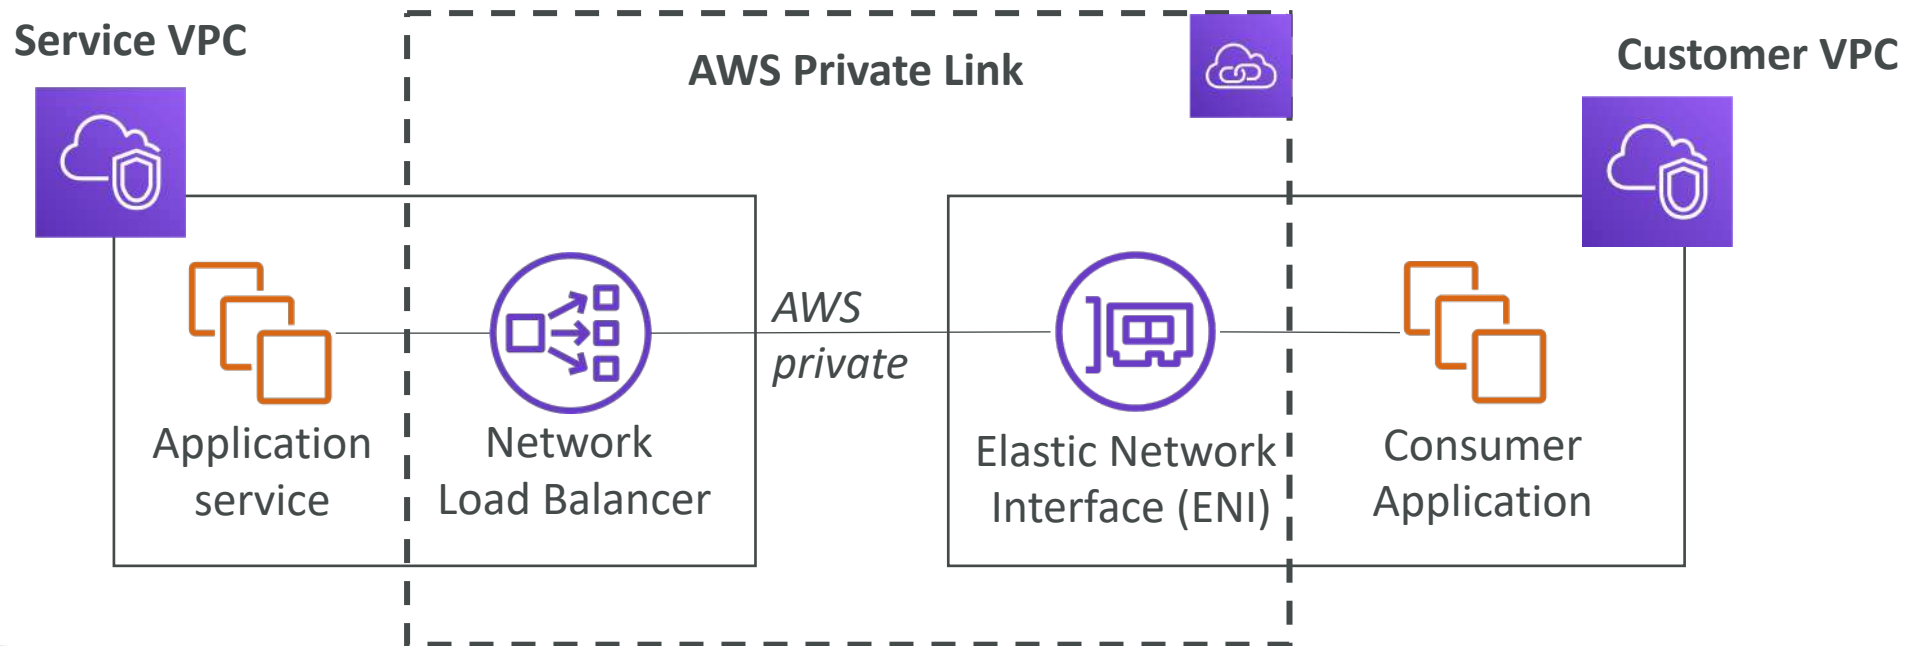 Service VPC
AWS Private Link
Customer VPC
AWS
private
Application
service
Network
Load Balancer
Elastic Network
Interface (ENI)
Consumer
Application